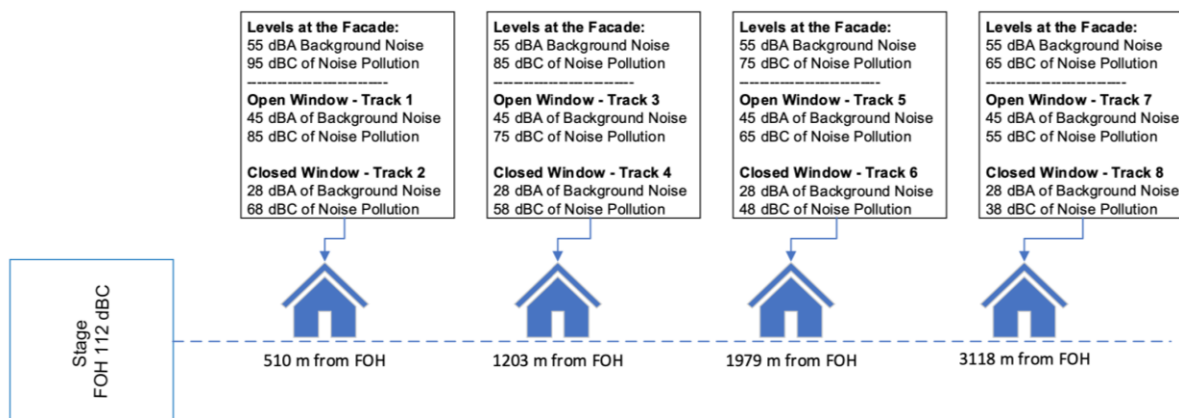 Levels at the Facade:
55 dBA Background Noise
95 dBC of Noise Pollution
-------------------------------
Open Window - Track 1
45 dBA of Background Noise
85 dBC of Noise Pollution
Closed Window - Track 2
28 dBA of Background Noise
68 dBC of Noise Pollution
Levels at the Facade:
55 dBA Background Noise
85 dBC of Noise Pollution
-------------------------------
Open Window - Track 3
45 dBA of Background Noise
75 dBC of Noise Pollution
Closed Window - Track 4
28 dBA of Background Noise
58 dBC of Noise Pollution
Levels at the Facade:
55 dBA Background Noise
75 dBC of Noise Pollution
-------------------------------
Open Window - Track 5
45 dBA of Background Noise
65 dBC of Noise Pollution
Closed Window - Track 6
28 dBA of Background Noise
48 dBC of Noise Pollution
Levels at the Facade:
55 dBA Background Noise
65 dBC of Noise Pollution
-------------------------------
Open Window - Track 7
45 dBA of Background Noise
55 dBC of Noise Pollution
Closed Window - Track 8
28 dBA of Background Noise
38 dBC of Noise Pollution
Stage
FOH 112 dBC
510 m from FOH
1203 m from FOH
1979 m from FOH
3118 m from FOH